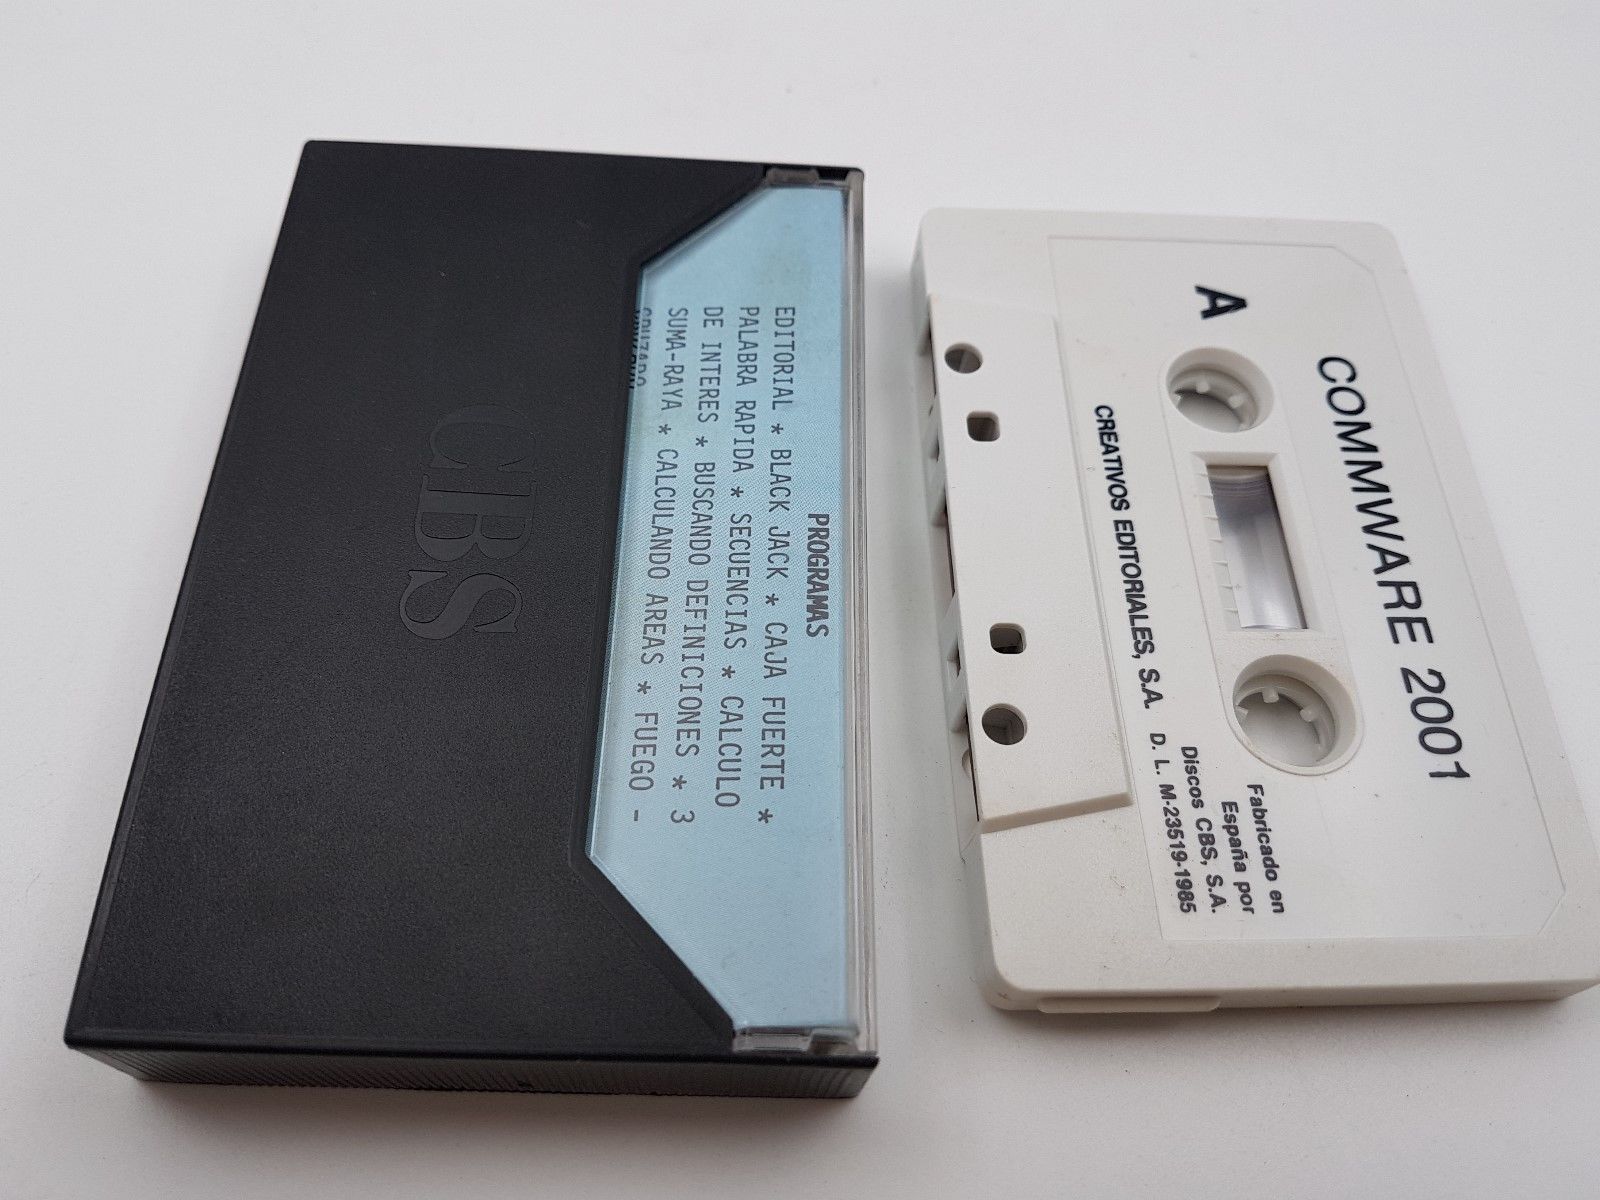 PROGRAMAS
EDITORIAL * BLACK JACK * CAJA FUERTE *
PALABRA RAPIDA * SECUENCIAS * CALCULO
DE INTERES * BUSCANDO DEFINICIONES * 3
SUMA-RAYA * CALCULANDO AREAS * FUEGO -
CRUZADO
CBS
COMMWARE 2001
A
Fabricado en
España por
Discos CBS, S.A.
D. L. M-23519-1985
CREATIVOS EDITORIALES, S.A.